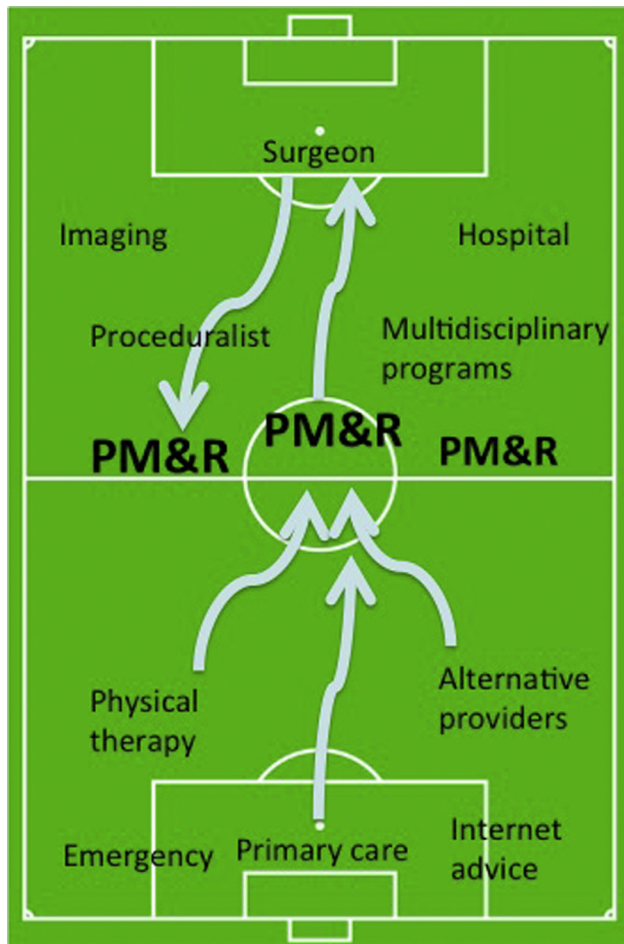 Surgeon
Imaging
Hospital
Proceduralist
Multidisciplinary
programs
PM&R
PM&R
PM&R
Physical
therapy
Alternative
providers
Emergency
Primary care
Internet
advice